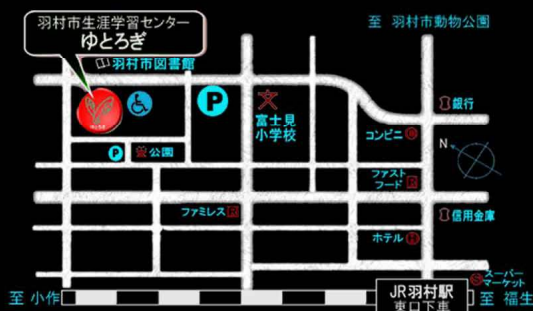 至 羽村市動物公園
羽村市生涯学習センター
ゆとろぎ
羽村市図書館
P
富士見
小学校
銀行
コンビニ
N
P
公園
ファスト
フード R
ファミレス R
信用金庫
ホテル H
スーパー
マーケット
至 小作
JR羽村駅
東口下車
至 福生